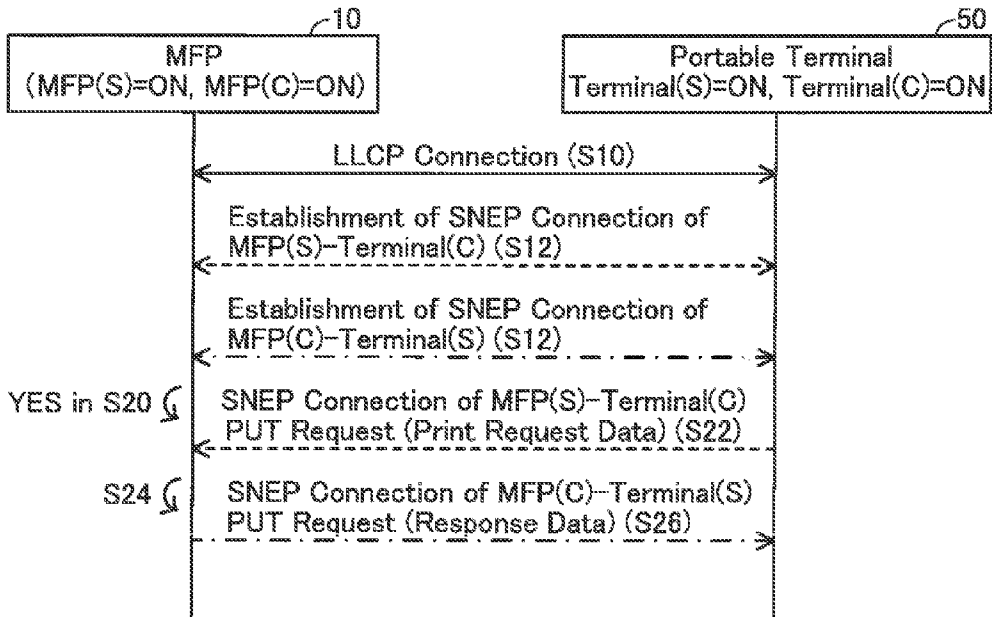 10
MFP
(MFP(S)=ON, MFP(C)=ON)
50
Portable Terminal
Terminal(S)=ON, Terminal(C)=ON
LLCP Connection (S10)
Establishment of SNEP Connection of
MFP(S)-Terminal(C) (S12)
Establishment of SNEP Connection of
MFP(C)-Terminal(S) (S12)
YES in S20
SNEP Connection of MFP(S)-Terminal(C)
PUT Request (Print Request Data) (S22)
S24
SNEP Connection of MFP(C)-Terminal(S)
PUT Request (Response Data) (S26)